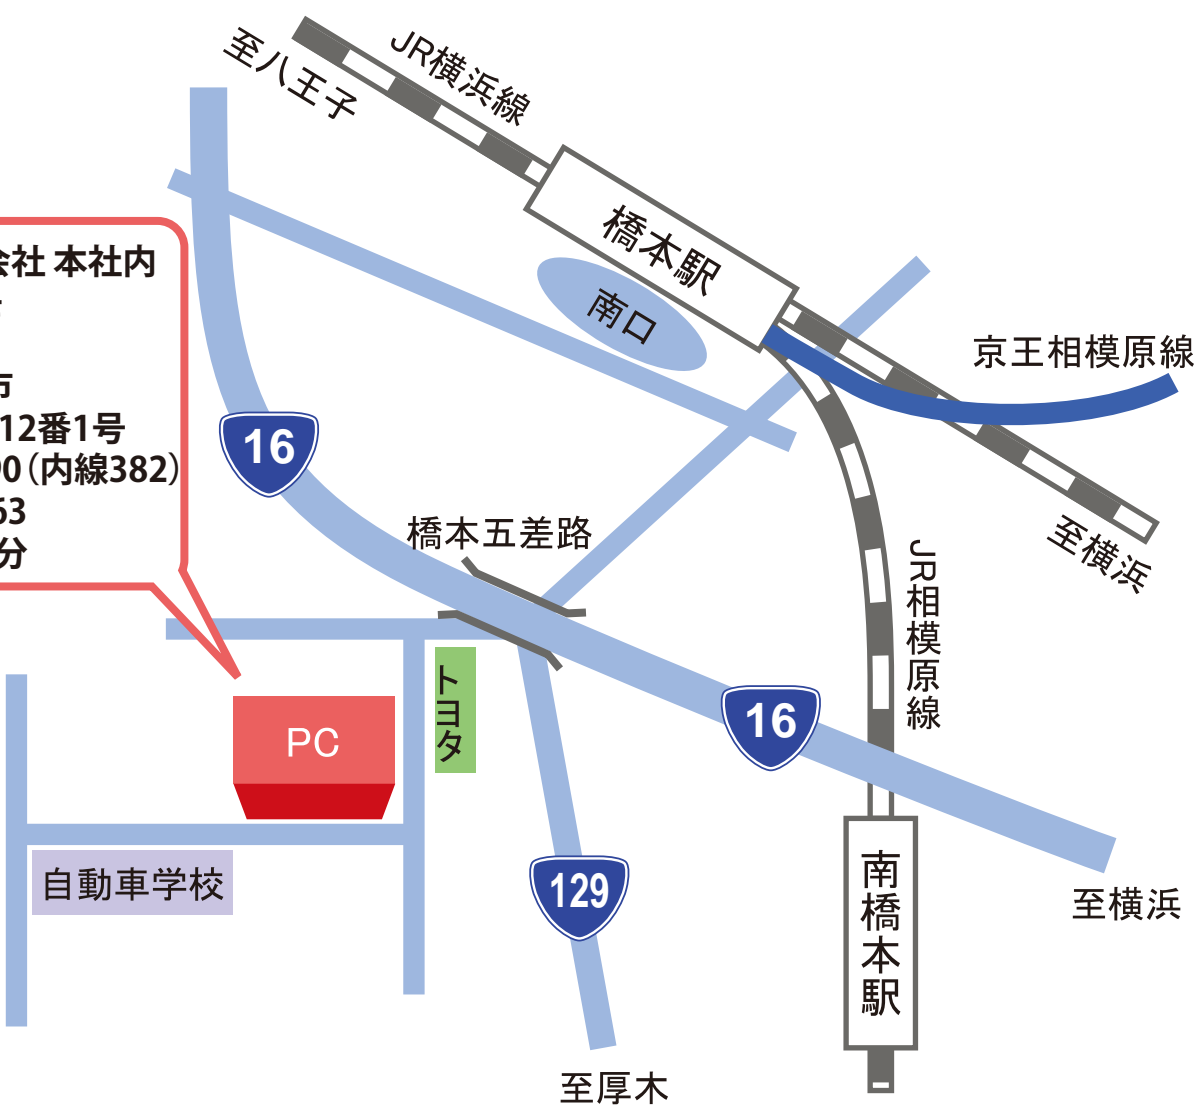 至八王子
JR横浜線
橋本駅
南口
京王相模原線
至横浜
会社 本社内
市
12番1号
90（内線382）
63
分
16
橋本五差路
JR相模原線
トヨタ
PC
16
自動車学校
129
南橋本駅
至横浜
至厚木